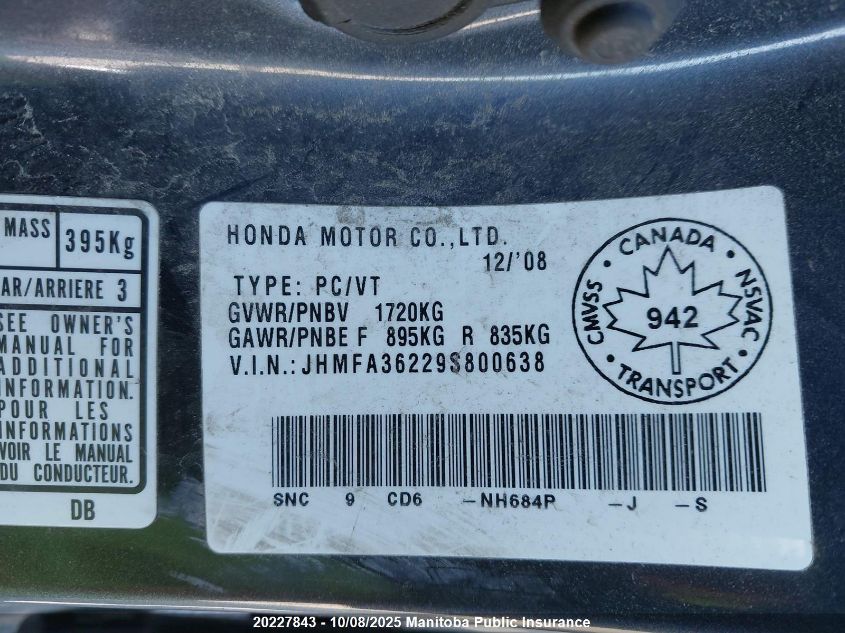 MASS 395Kg
AR/ARRIERE 3
SEE OWNER'S
MANUAL FOR
ADDITIONAL
INFORMATION.
POUR LES
INFORMATIONS
VOIR LE MANUAL
DU CONDUCTEUR.
DB
HONDA MOTOR CO.,LTD.
12/'08
TYPE: PC/VT
GVWR/PNBV 1720KG
GAWR/PNBE F 895KG R 835KG
V.I.N.:JHMFA36229S800638
CMVSS · CANADA · NSVAC
942
· TRANSPORT ·
SNC 9 CD6 -NH684P -J -S
20227843 - 10/08/2025 Manitoba Public Insurance